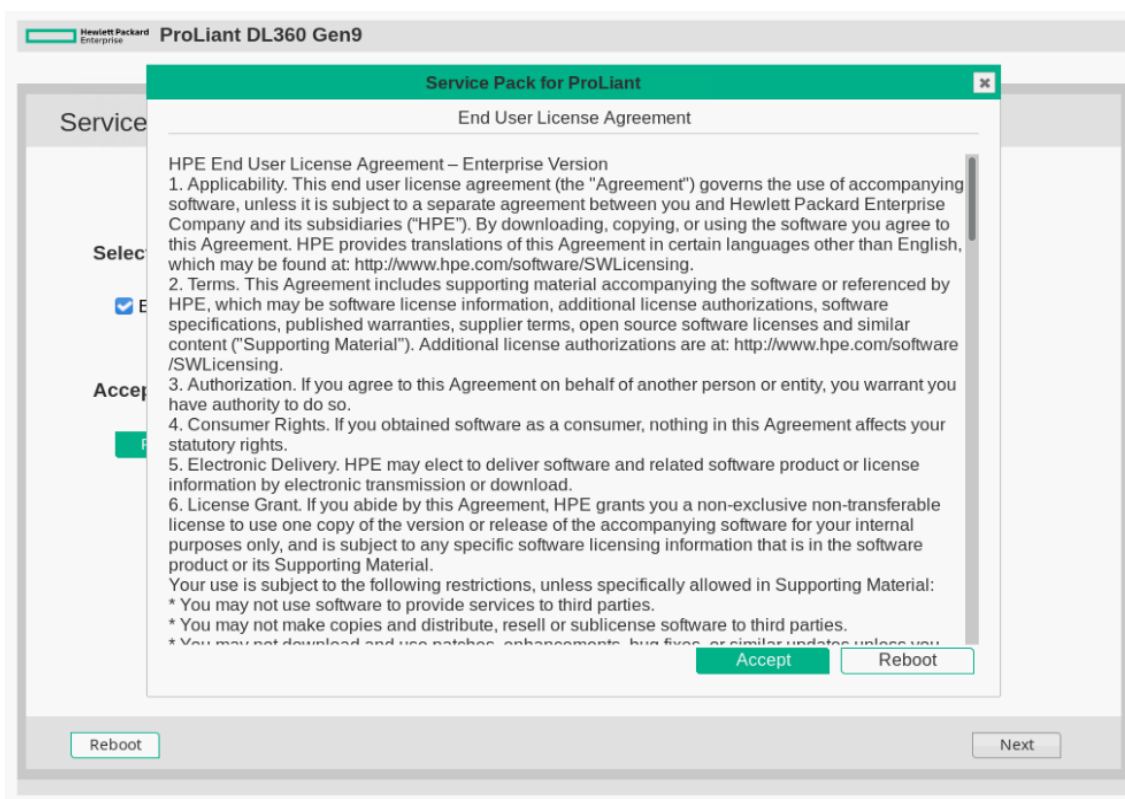 Hewlett Packard
Enterprise
ProLiant DL360 Gen9
Service Pack for ProLiant
Service
End User License Agreement
HPE End User License Agreement – Enterprise Version
1. Applicability. This end user license agreement (the "Agreement") governs the use of accompanying
software, unless it is subject to a separate agreement between you and Hewlett Packard Enterprise
Company and its subsidiaries (“HPE”). By downloading, copying, or using the software you agree to
this Agreement. HPE provides translations of this Agreement in certain languages other than English,
which may be found at: http://www.hpe.com/software/SWLicensing.
2. Terms. This Agreement includes supporting material accompanying the software or referenced by
HPE, which may be software license information, additional license authorizations, software
specifications, published warranties, supplier terms, open source software licenses and similar
content ("Supporting Material"). Additional license authorizations are at: http://www.hpe.com/software
/SWLicensing.
3. Authorization. If you agree to this Agreement on behalf of another person or entity, you warrant you
have authority to do so.
4. Consumer Rights. If you obtained software as a consumer, nothing in this Agreement affects your
statutory rights.
5. Electronic Delivery. HPE may elect to deliver software and related software product or license
information by electronic transmission or download.
6. License Grant. If you abide by this Agreement, HPE grants you a non-exclusive non-transferable
license to use one copy of the version or release of the accompanying software for your internal
purposes only, and is subject to any specific software licensing information that is in the software
product or its Supporting Material.
Your use is subject to the following restrictions, unless specifically allowed in Supporting Material:
* You may not use software to provide services to third parties.
* You may not make copies and distribute, resell or sublicense software to third parties.
* You may not download and use patches, enhancements, bug fixes, or similar updates unless you
Accept
Reboot
Reboot
Next